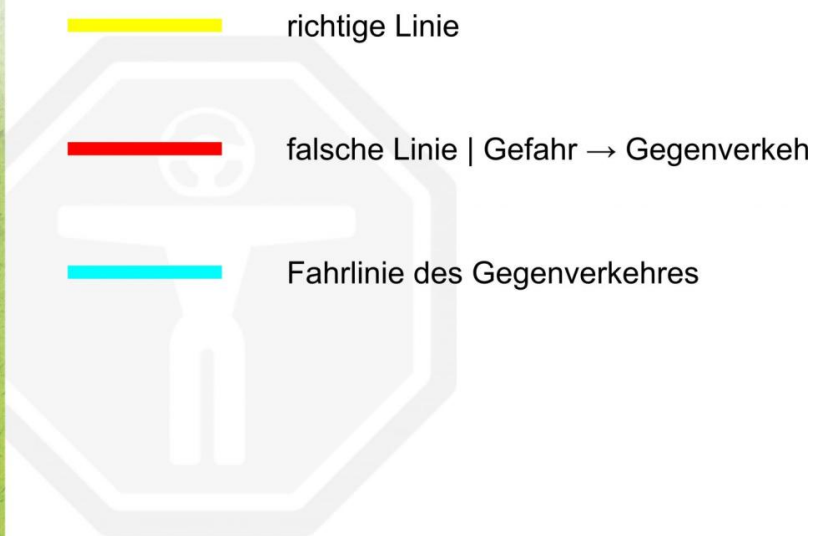 richtige Linie
falsche Linie | Gefahr → Gegenverkeh
Fahrlinie des Gegenverkehres